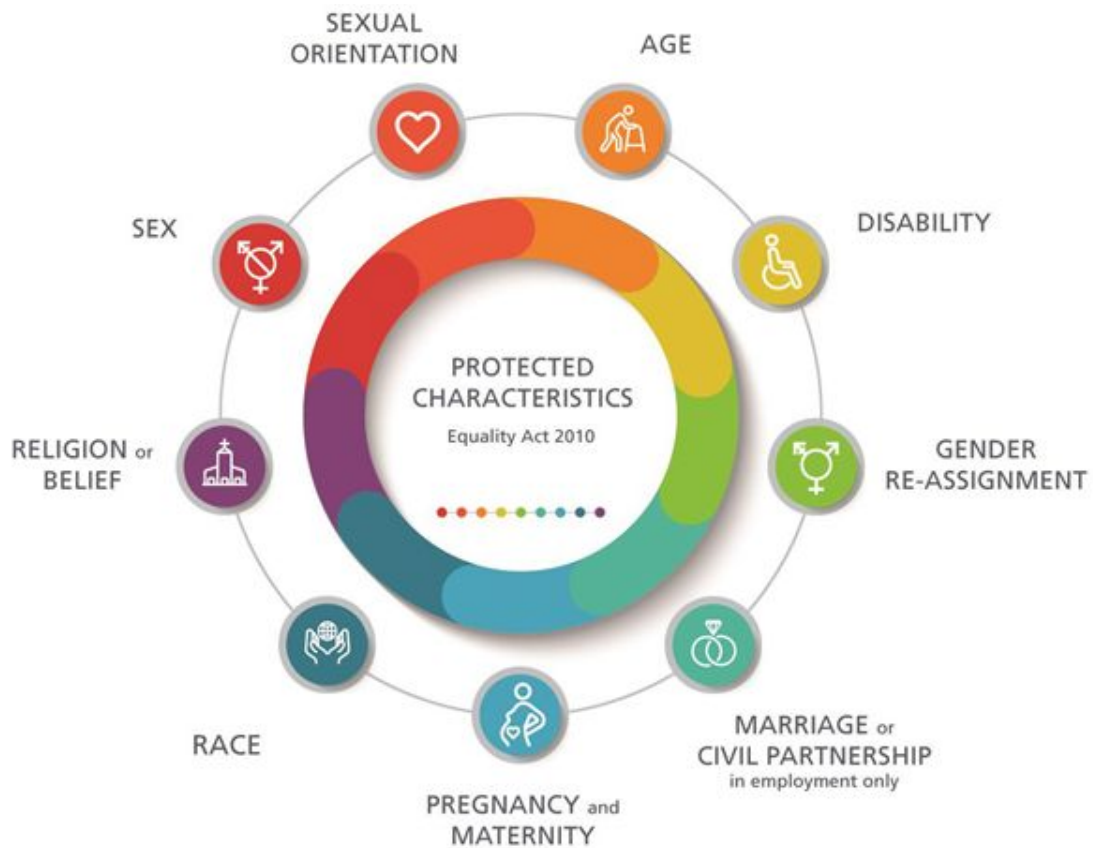 SEXUAL
ORIENTATION
AGE
DISABILITY
GENDER
RE-ASSIGNMENT
MARRIAGE or
CIVIL PARTNERSHIP
in employment only
PREGNANCY and
MATERNITY
RACE
RELIGION or
BELIEF
SEX
PROTECTED
CHARACTERISTICS
Equality Act 2010